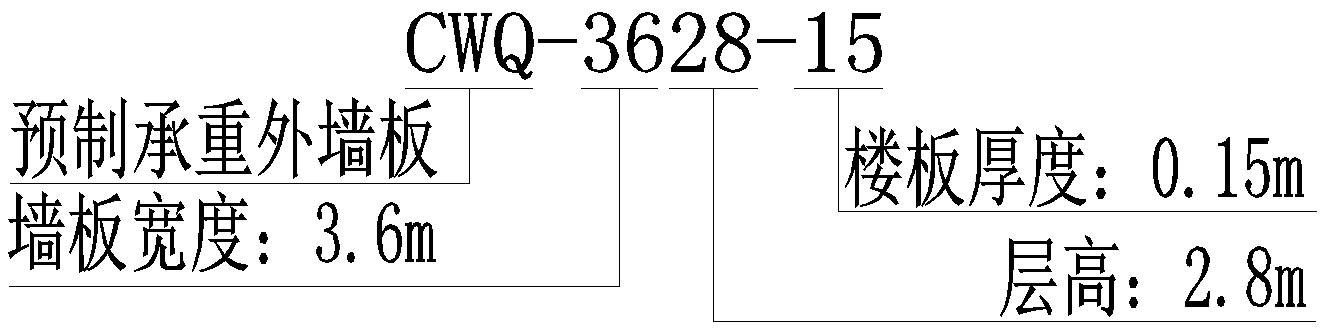 CWQ-3628-15
预制承重外墙板
墙板宽度：3.6m
楼板厚度：0.15m
层高：2.8m